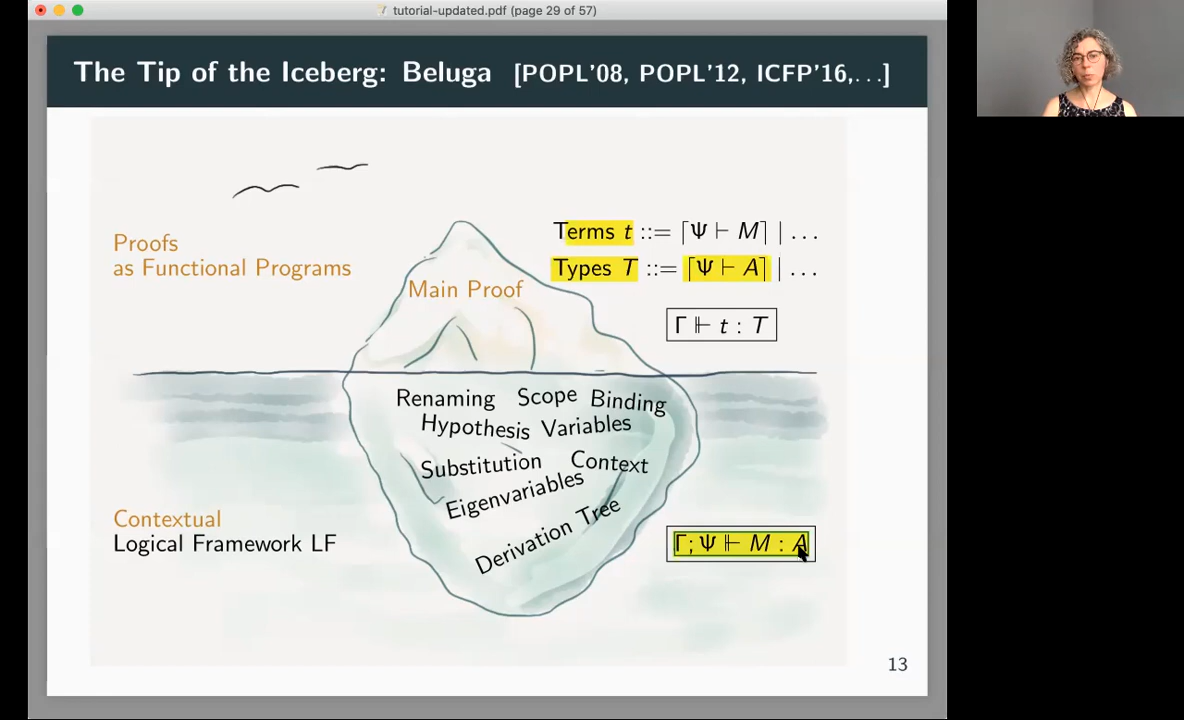 tutorial-updated.pdf (page 29 of 57)
The Tip of the Iceberg: Beluga [POPL'08, POPL'12, ICFP'16,...]
Proofs
as Functional Programs
Main Proof
Terms t ::= ⌈Ψ ⊢ M⌉ | ...
Types T ::= ⌈Ψ ⊢ A⌉ | ...
Γ ⊩ t : T
Renaming Scope Binding
Hypothesis Variables
Substitution Context
Eigenvariables
Derivation Tree
Contextual
Logical Framework LF
Γ; Ψ ⊩ M : A
13